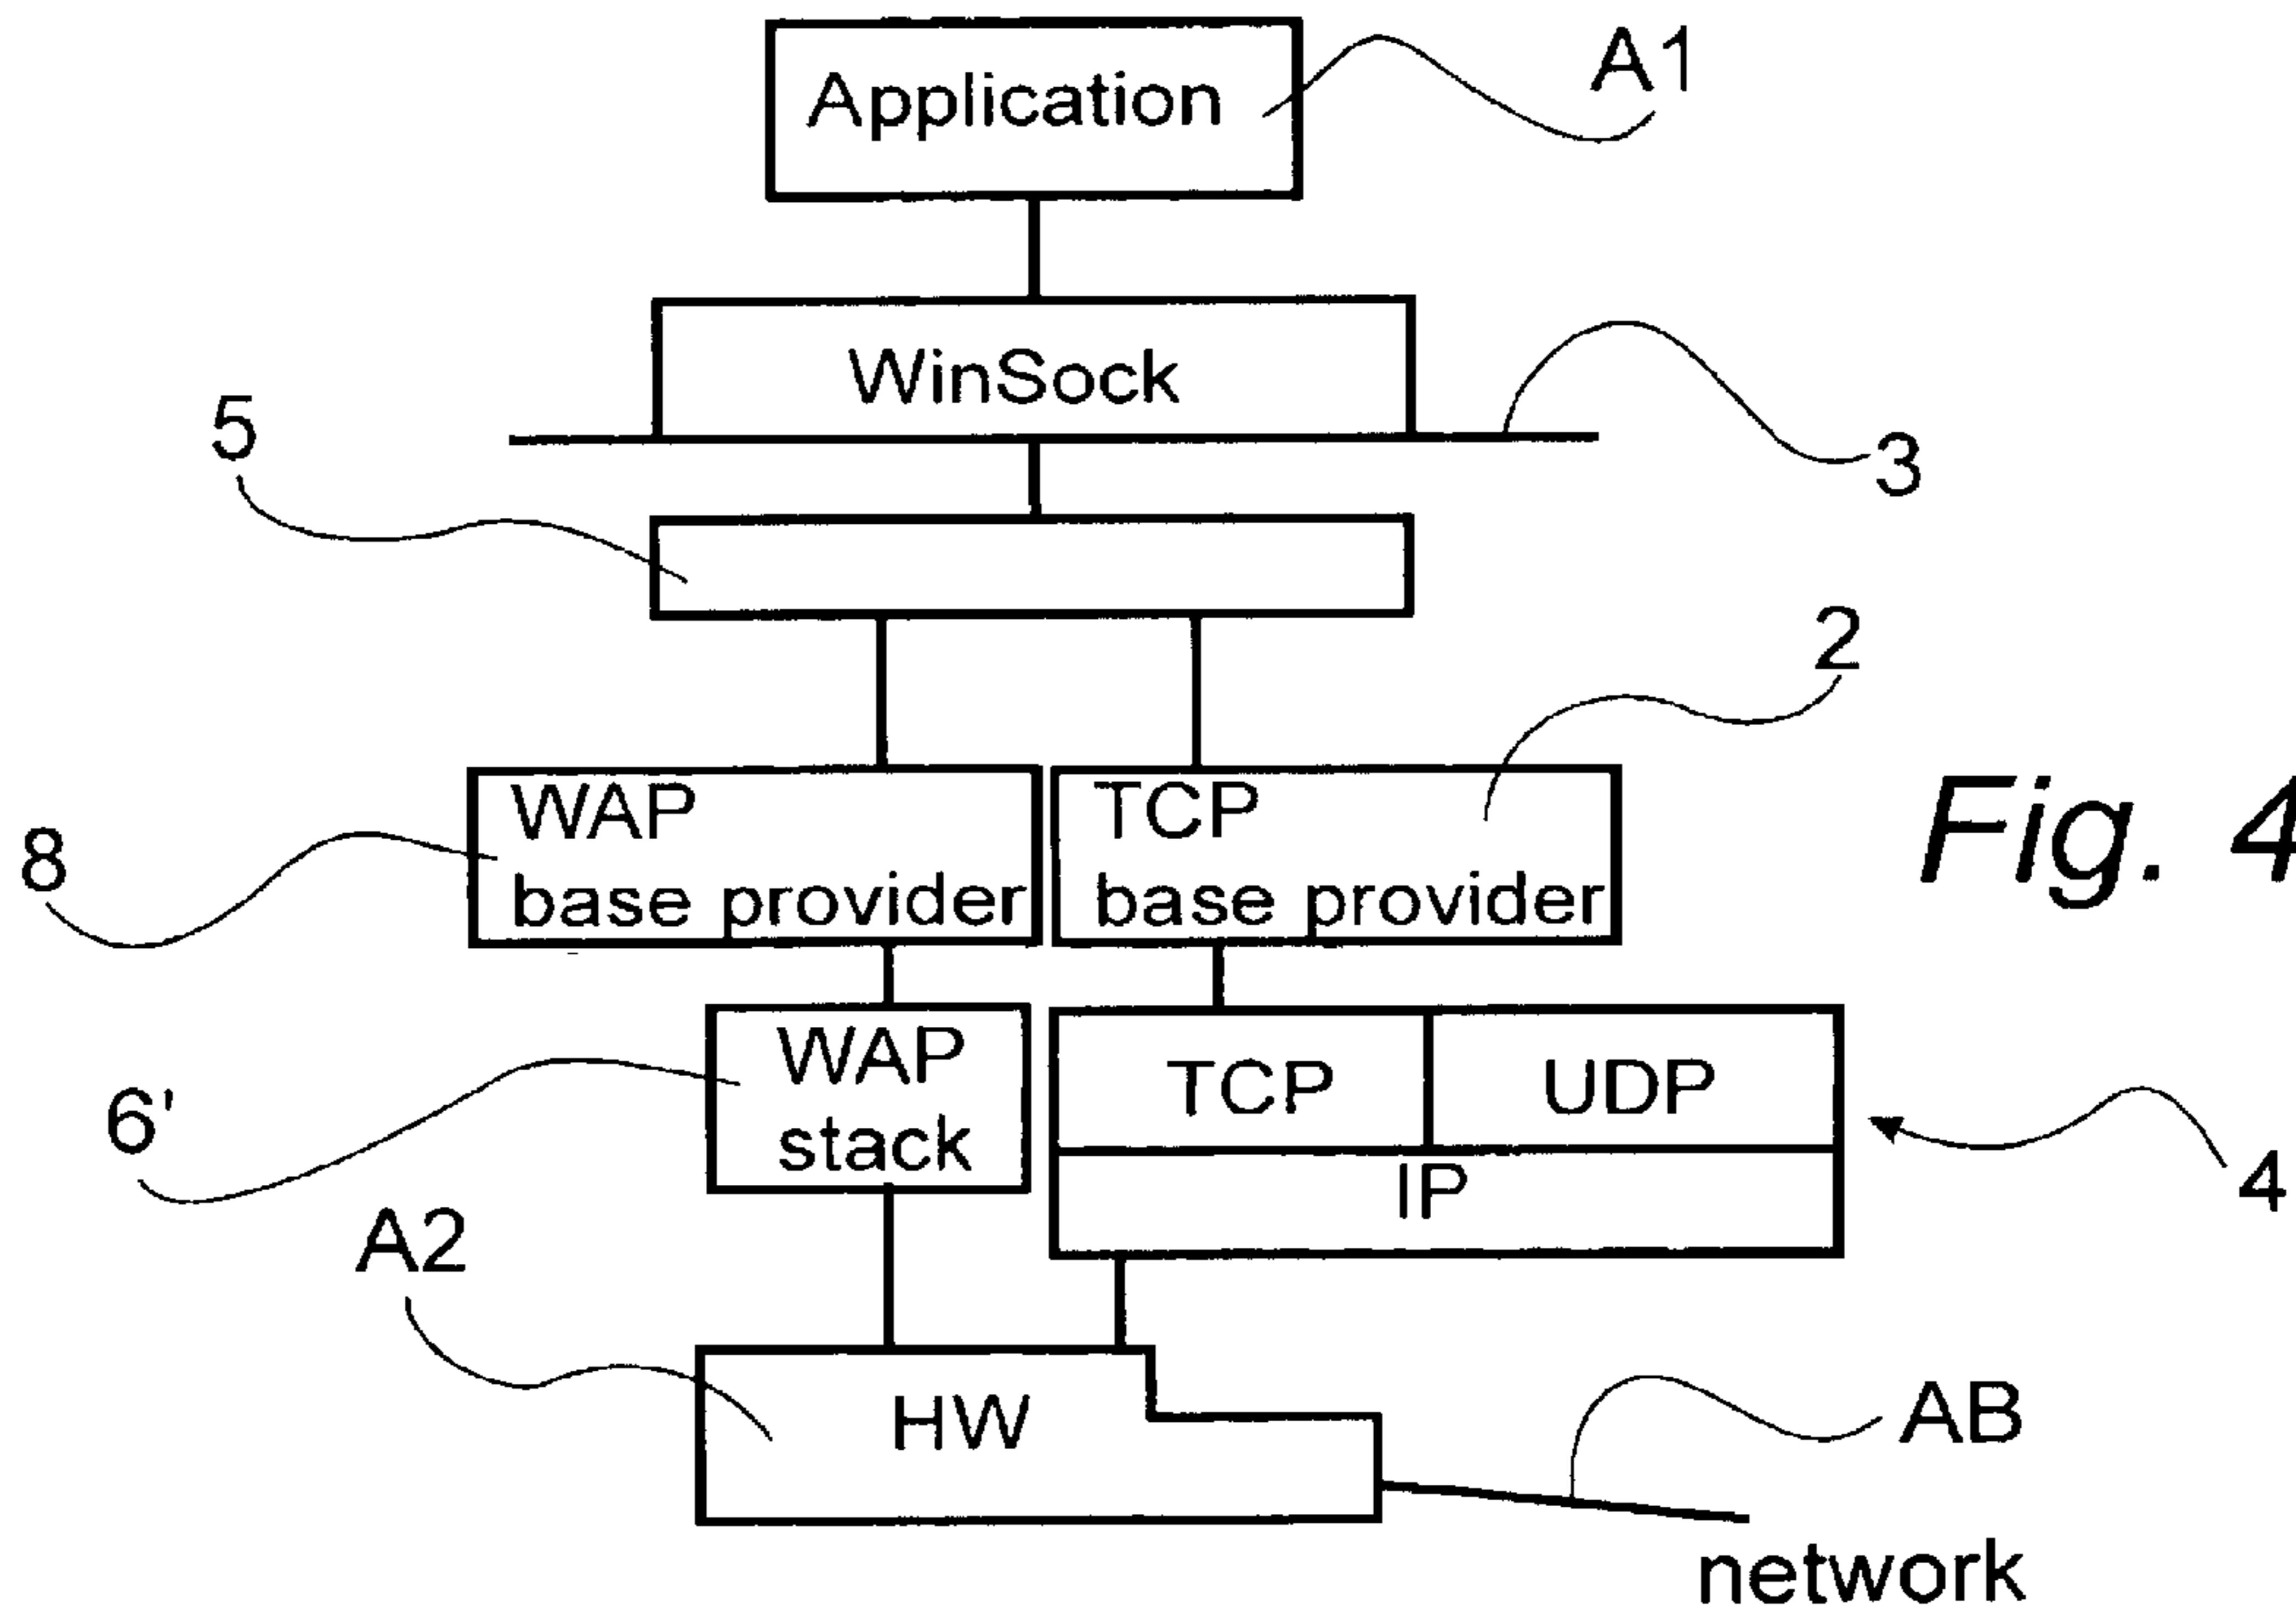 Application
A1
WinSock
5
3
2
WAP
base provider
TCP
base provider
8
Fig. 4
WAP
stack
TCP
UDP
IP
6'
4
A2
HW
AB
network